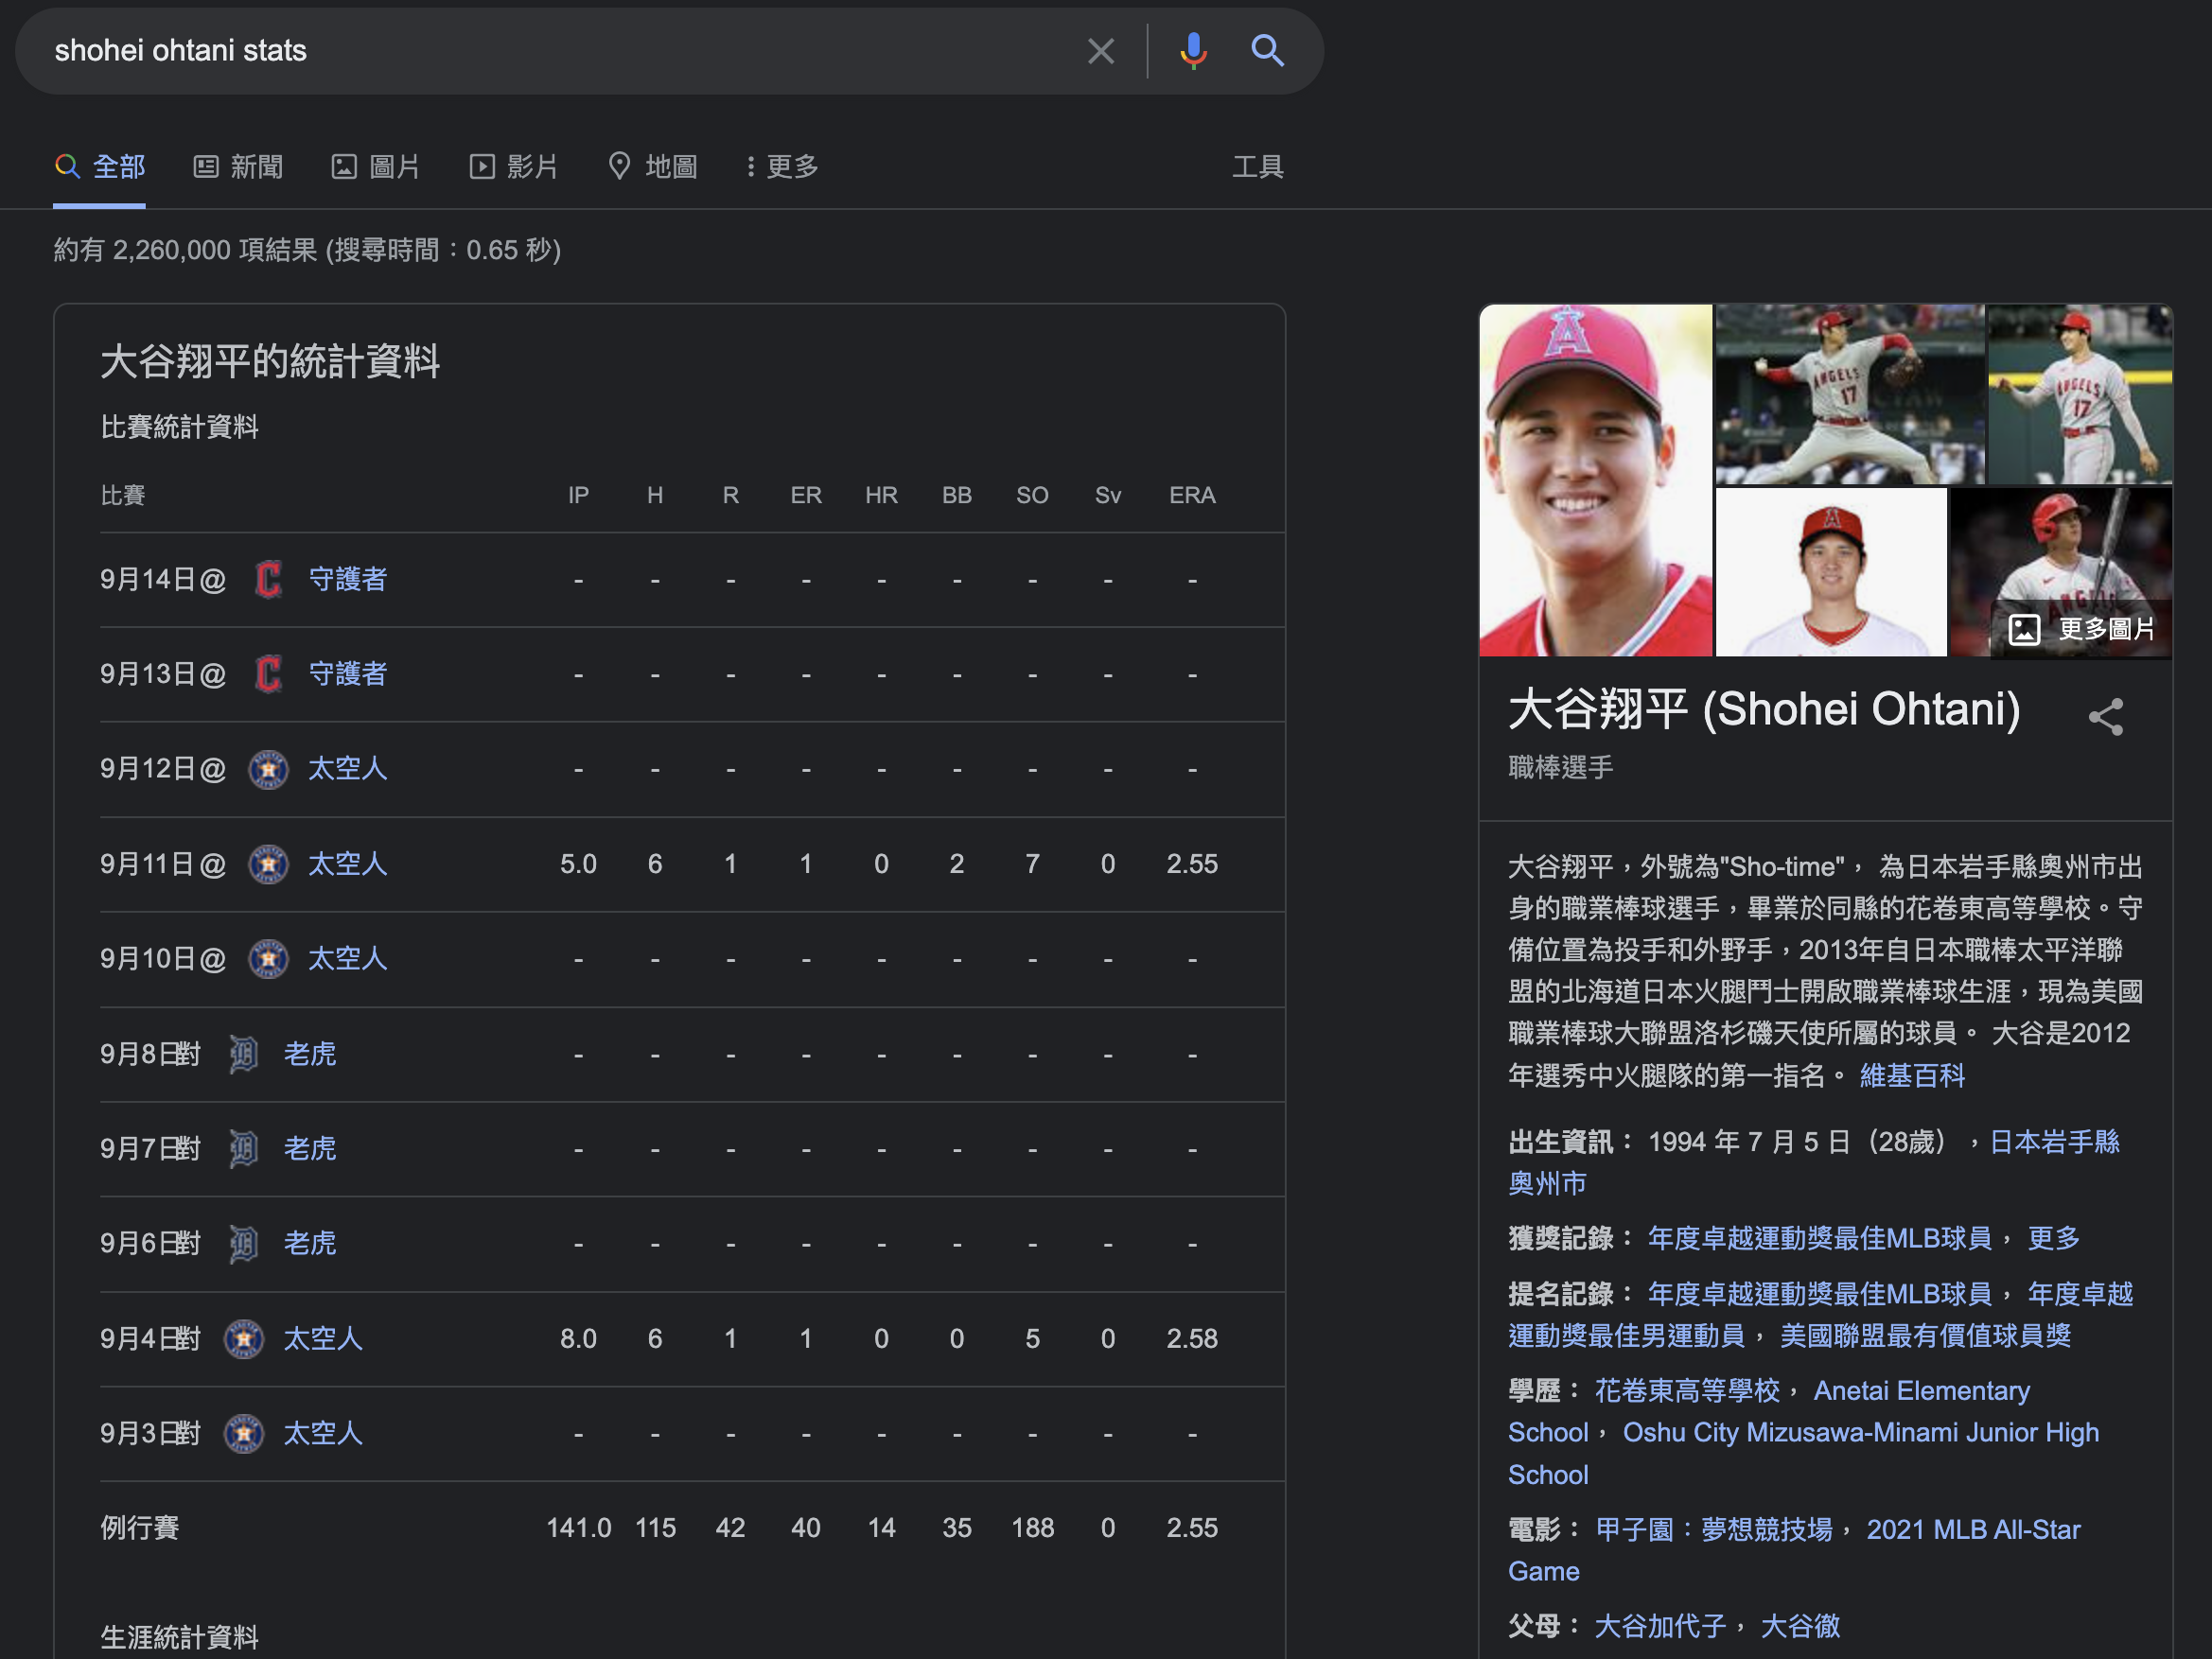 shohei ohtani stats
全部 新聞 圖片 影片 地圖 更多 工具
約有 2,260,000 項結果 (搜尋時間：0.65 秒)
大谷翔平的統計資料
比賽統計資料
比賽 IP H R ER HR BB SO Sv ERA
9月14日@ 守護者 - - - - - - - - -
9月13日@ 守護者 - - - - - - - - -
9月12日@ 太空人 - - - - - - - - -
9月11日@ 太空人 5.0 6 1 1 0 2 7 0 2.55
9月10日@ 太空人 - - - - - - - - -
9月8日對 老虎 - - - - - - - - -
9月7日對 老虎 - - - - - - - - -
9月6日對 老虎 - - - - - - - - -
9月4日對 太空人 8.0 6 1 1 0 0 5 0 2.58
9月3日對 太空人 - - - - - - - - -
例行賽 141.0 115 42 40 14 35 188 0 2.55
生涯統計資料
A
ANGELS
17
ANGELS
17
A
ANGELS
更多圖片
大谷翔平 (Shohei Ohtani)
職棒選手
大谷翔平，外號為"Sho-time"， 為日本岩手縣奧州市出
身的職業棒球選手，畢業於同縣的花卷東高等學校。守
備位置為投手和外野手，2013年自日本職棒太平洋聯
盟的北海道日本火腿鬥士開啟職業棒球生涯，現為美國
職業棒球大聯盟洛杉磯天使所屬的球員。 大谷是2012
年選秀中火腿隊的第一指名。 維基百科
出生資訊： 1994 年 7 月 5 日（28歲），日本岩手縣
奧州市
獲獎記錄： 年度卓越運動獎最佳MLB球員， 更多
提名記錄： 年度卓越運動獎最佳MLB球員， 年度卓越
運動獎最佳男運動員， 美國聯盟最有價值球員獎
學歷： 花卷東高等學校， Anetai Elementary
School， Oshu City Mizusawa-Minami Junior High
School
電影： 甲子園：夢想競技場， 2021 MLB All-Star
Game
父母： 大谷加代子， 大谷徹